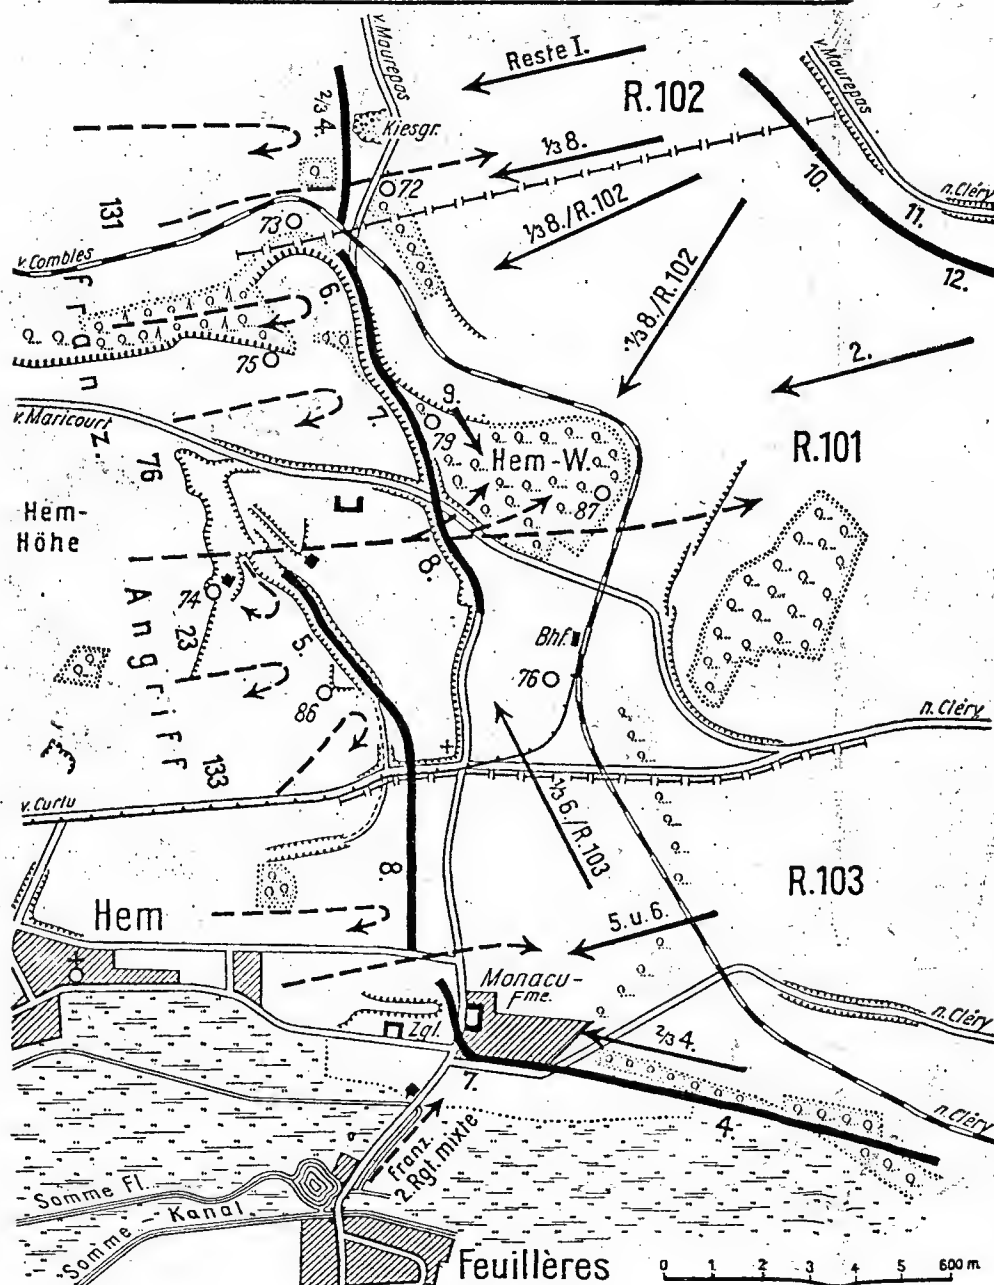 v. Maurepas
Reste I.
R.102
v. Maurepas
⅔ 4.
Kiesgr.
⅓ 8.
72
⅓ 8./R.102
10.
11.
n. Cléry
12.
131
73
v. Combles
6.
⅓ 8./R.102
2.
75
Franz. Angriff
v. Maricourt
7.
9.
79
Hem-W.
87
R.101
76
Hem-
Höhe
8.
74
23
5.
Bhf.
76
86
n. Cléry
133
v. Curlu
⅓ 6./R.103
8.
R.103
Hem
5. u. 6.
Monacu-
Fme.
Zgl.
⅔ 4.
n. Cléry
7.
4.
n. Cléry
Franz.
2. Rgt. mixte
Somme Fl.
Somme Kanal
Feuillères
0 1 2 3 4 5 600 m.